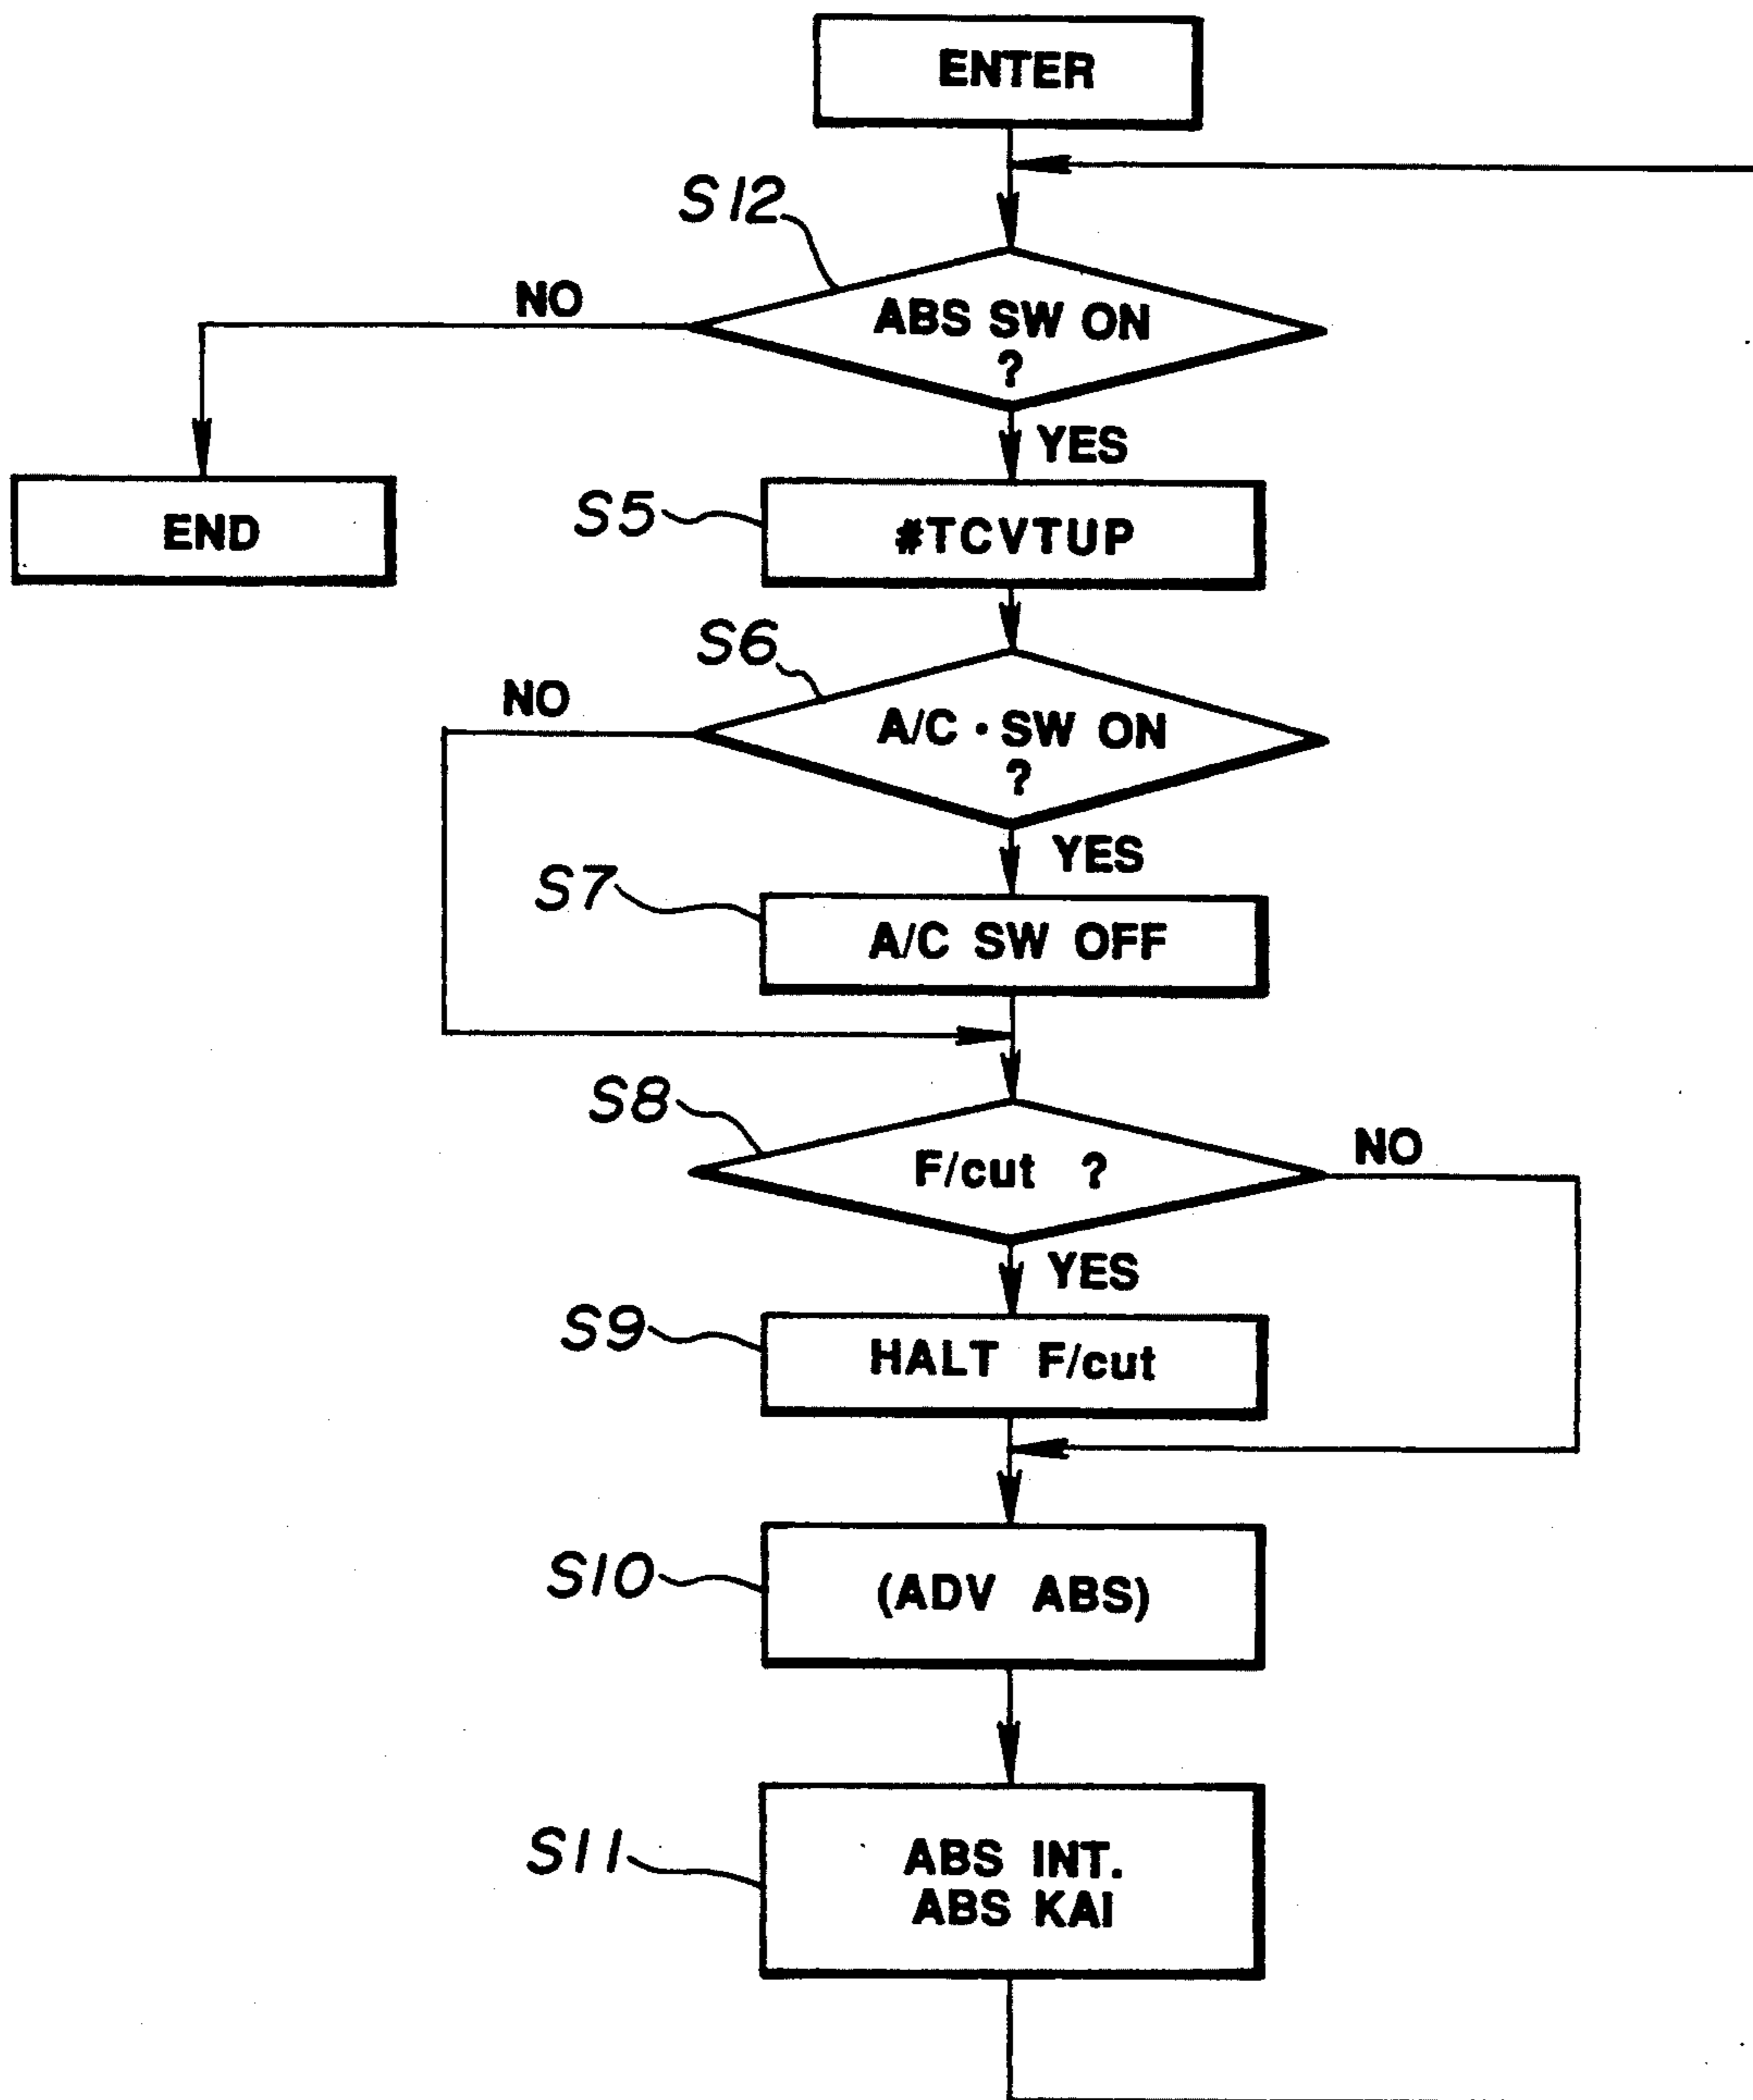 ENTER
S12
NO
ABS SW ON
?
YES
END
S5
#TCVTUP
S6
NO
A/C·SW ON
?
YES
S7
A/C SW OFF
S8
F/cut ?
NO
YES
S9
HALT F/cut
S10
(ADV ABS)
S11
ABS INT.
ABS KAI